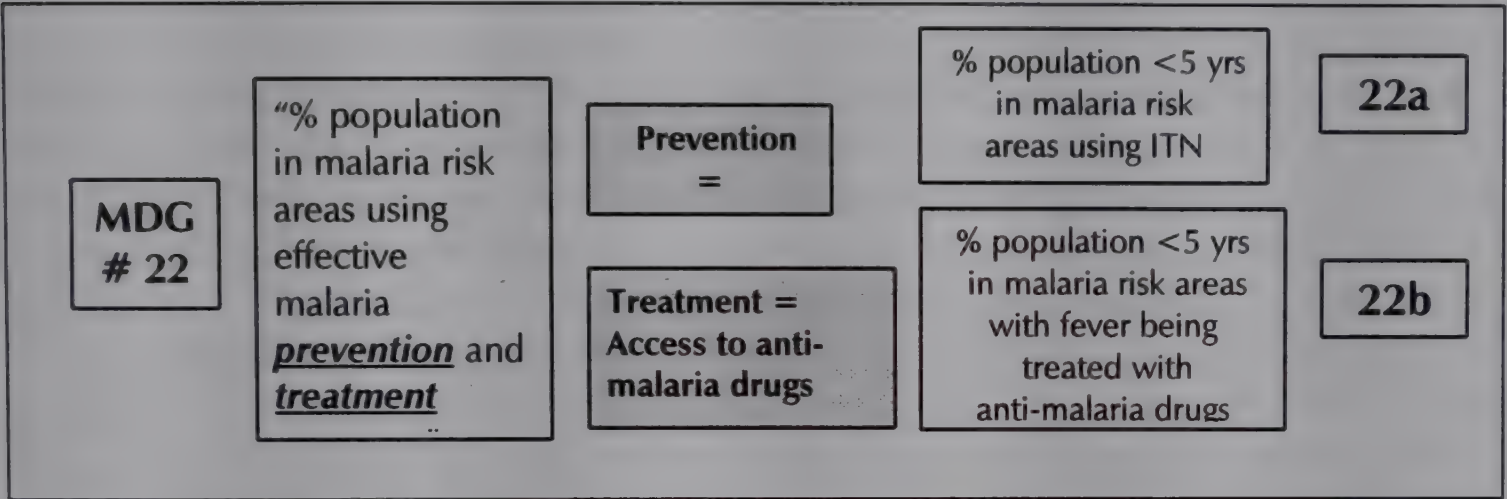 MDG
# 22
“% population
in malaria risk
areas using
effective
malaria
prevention and
treatment
Prevention
=
Treatment =
Access to anti-
malaria drugs
% population <5 yrs
in malaria risk
areas using ITN
% population <5 yrs
in malaria risk areas
with fever being
treated with
anti-malaria drugs
22a
22b